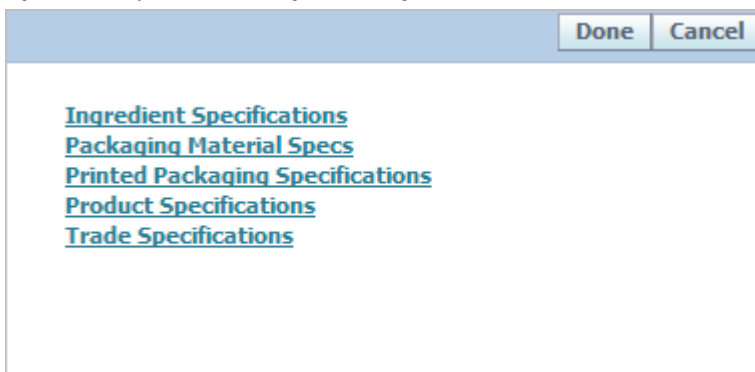 Done Cancel
Ingredient Specifications
Packaging Material Specs
Printed Packaging Specifications
Product Specifications
Trade Specifications